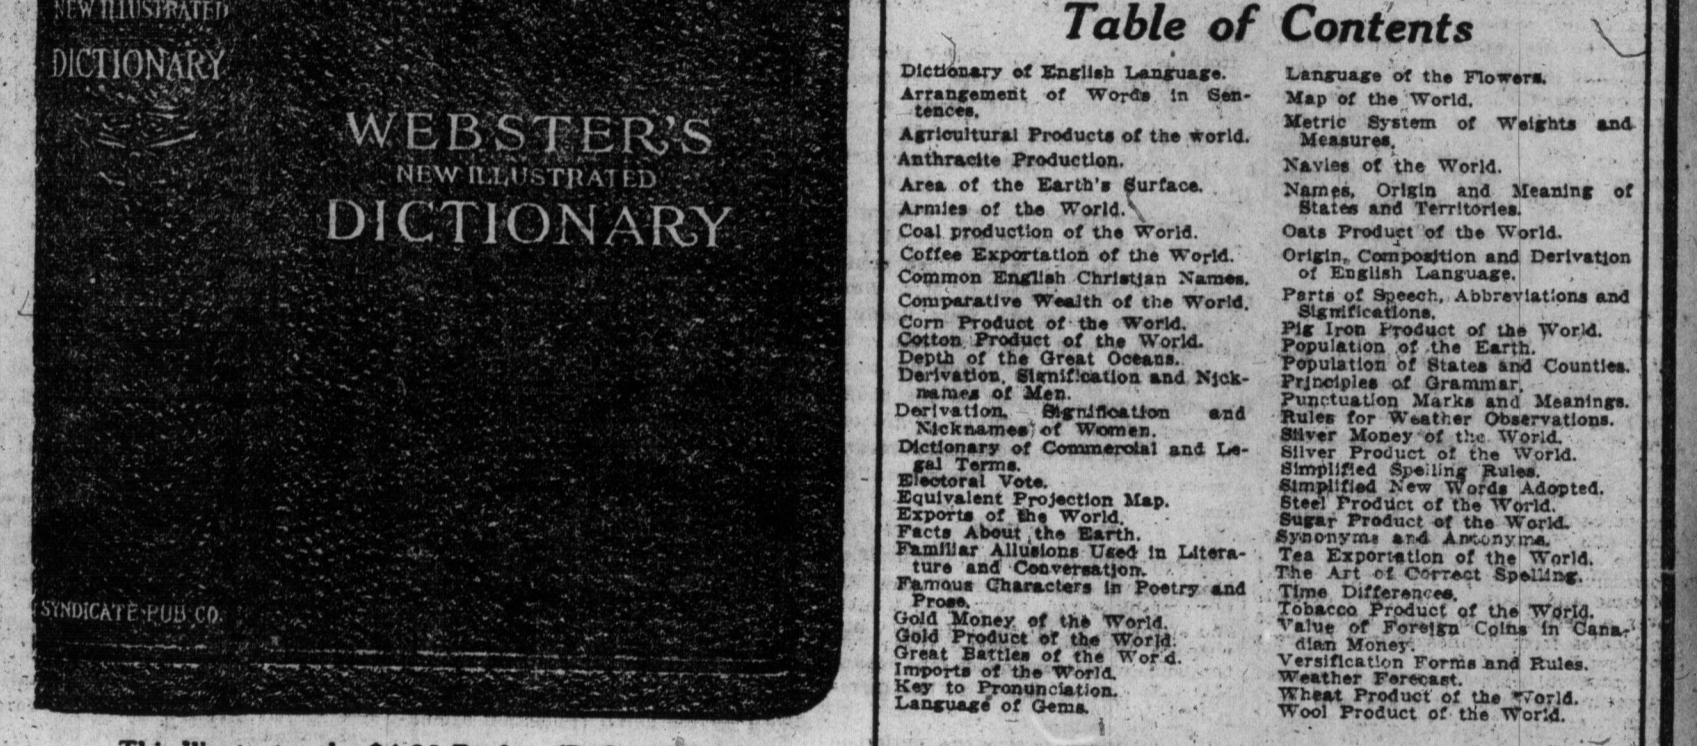 NEW ILLUSTRATED
DICTIONARY
WEBSTER'S
NEW ILLUSTRATED
DICTIONARY
SYNDICATE PUB CO.
Table of Contents
Dictionary of English Language.
Arrangement of Words in Sen-
tences.
Agricultural Products of the world.
Anthracite Production.
Area of the Earth's Surface.
Armies of the World.
Coal production of the World.
Coffee Exportation of the World.
Common English Christian Names.
Comparative Wealth of the World.
Corn Product of the World.
Cotton Product of the World.
Depth of the Great Oceans.
Derivation, Signification and Nick-
names of Men.
Derivation, Signification and
Nicknames of Women.
Dictionary of Commercial and Le-
gal Terms.
Electoral Vote.
Equivalent Projection Map.
Exports of the World.
Facts About the Earth.
Familiar Allusions Used in Litera-
ture and Conversation.
Famous Characters in Poetry and
Prose.
Gold Money of the World.
Gold Product of the World.
Great Battles of the World.
Imports of the World.
Key to Pronunciation.
Language of Gems.
Language of the Flowers.
Map of the World.
Metric System of Weights and
Measures.
Navies of the World.
Names, Origin and Meaning of
States and Territories.
Oats Product of the World.
Origin, Composition and Derivation
of English Language.
Parts of Speech, Abbreviations and
Significations.
Pig Iron Product of the World.
Population of the Earth.
Population of States and Counties.
Principles of Grammar.
Punctuation Marks and Meanings.
Rules for Weather Observations.
Silver Money of the World.
Silver Product of the World.
Simplified Spelling Rules.
Simplified New Words Adopted.
Steel Product of the World.
Sugar Product of the World.
Synonyms and Antonyms.
Tea Exportation of the World.
The Art of Correct Spelling.
Time Differences.
Tobacco Product of the World.
Value of Foreign Coins in Cana-
dian Money.
Versification Forms and Rules.
Weather Forecast.
Wheat Product of the World.
Wool Product of the World.